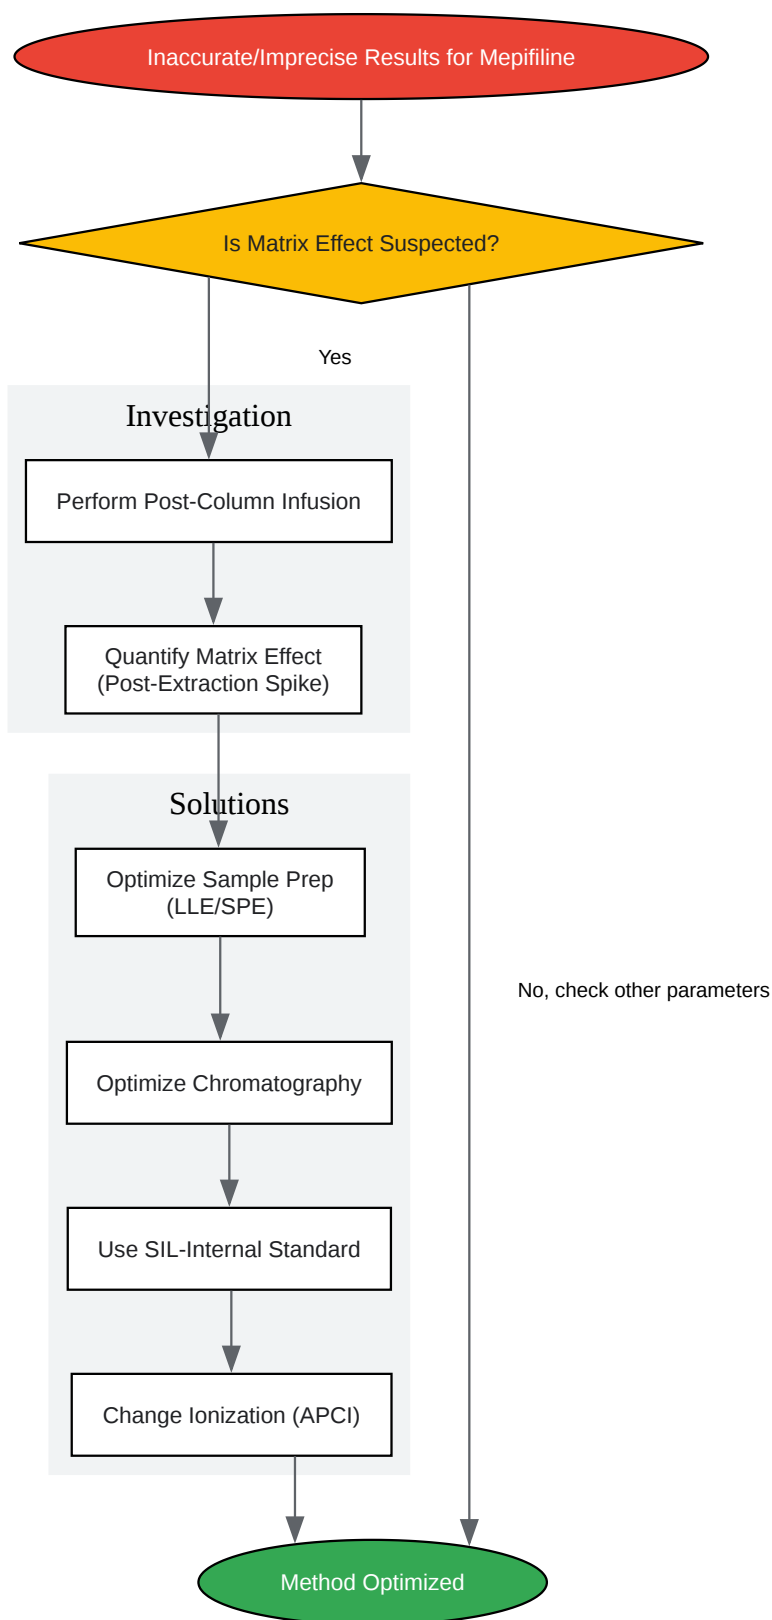 Inaccurate/Imprecise Results for Mepifiline
Is Matrix Effect Suspected?
Yes
Investigation
Perform Post-Column Infusion
Quantify Matrix Effect
(Post-Extraction Spike)
Solutions
Optimize Sample Prep
(LLE/SPE)
No, check other parameters
Optimize Chromatography
Use SIL-Internal Standard
Change Ionization (APCI)
Method Optimized